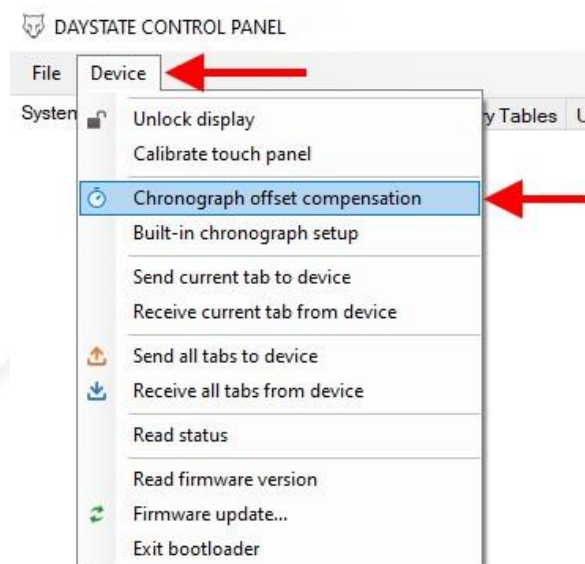 DAYSTATE CONTROL PANEL
File Device
System y Tables
Unlock display
Calibrate touch panel
Chronograph offset compensation
Built-in chronograph setup
Send current tab to device
Receive current tab from device
Send all tabs to device
Receive all tabs from device
Read status
Read firmware version
Firmware update...
Exit bootloader